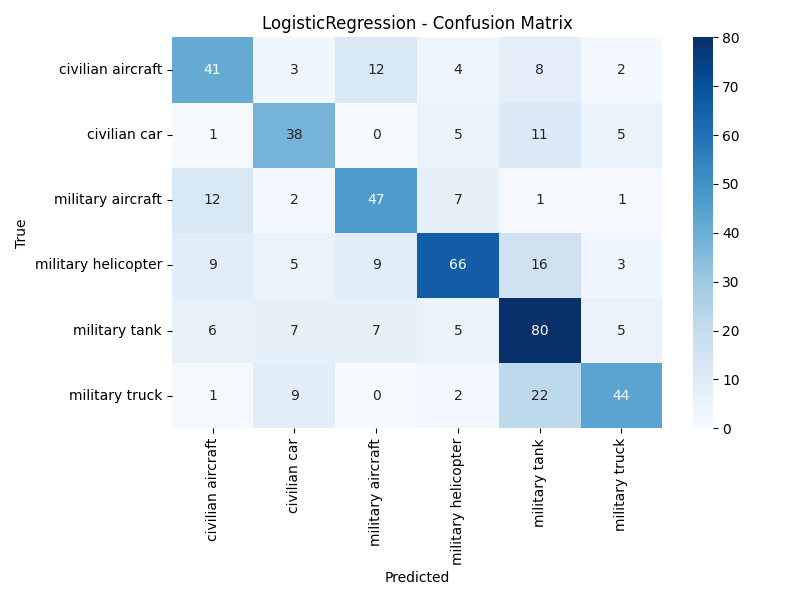 LogisticRegression - Confusion Matrix
True
civilian aircraft 41 3 12 4 8 2
civilian car 1 38 0 5 11 5
military aircraft 12 2 47 7 1 1
military helicopter 9 5 9 66 16 3
military tank 6 7 7 5 80 5
military truck 1 9 0 2 22 44
civilian aircraft
civilian car
military aircraft
military helicopter
military tank
military truck
Predicted
80
70
60
50
40
30
20
10
0